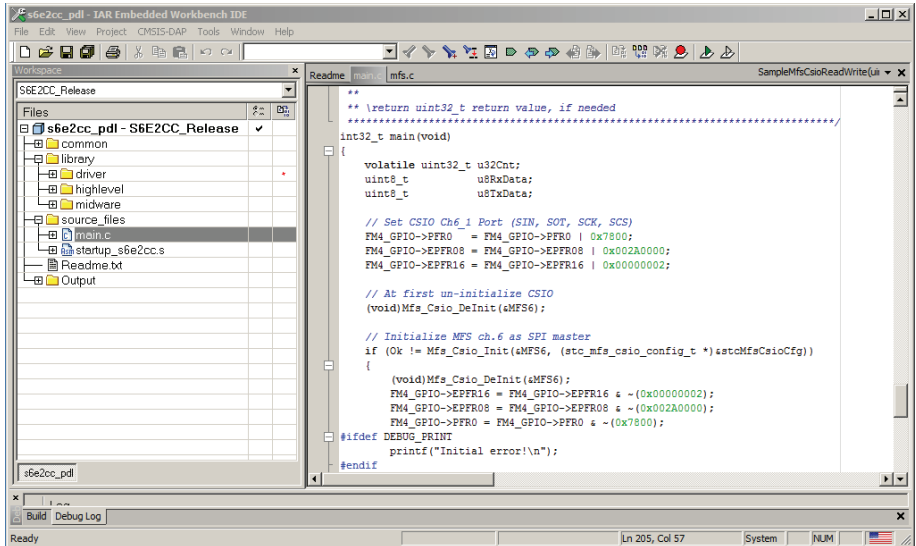 s6e2cc_pdl - IAR Embedded Workbench IDE
File Edit View Project CMSIS-DAP Tools Window Help
Workspace
S6E2CC_Release
Files
s6e2cc_pdl - S6E2CC_Release
common
library
driver
highlevel
midware
source_files
main.c
startup_s6e2cc.s
Readme.txt
Output
s6e2cc_pdl
Readme main.c mfs.c SampleMfsCsioReadWrite(uii
**
** \return uint32_t return value, if needed
******************************************************************************/
int32_t main(void)
{
volatile uint32_t u32Cnt;
uint8_t u8RxData;
uint8_t u8TxData;
// Set CSIO Ch6_1 Port (SIN, SOT, SCK, SCS)
FM4_GPIO->PFR0 = FM4_GPIO->PFR0 | 0x7800;
FM4_GPIO->EPFR08 = FM4_GPIO->EPFR08 | 0x002A0000;
FM4_GPIO->EPFR16 = FM4_GPIO->EPFR16 | 0x00000002;
// At first un-initialize CSIO
(void)Mfs_Csio_DeInit(&MFS6);
// Initialize MFS ch.6 as SPI master
if (Ok != Mfs_Csio_Init(&MFS6, (stc_mfs_csio_config_t *)&stcMfsCsioCfg))
{
(void)Mfs_Csio_DeInit(&MFS6);
FM4_GPIO->EPFR16 = FM4_GPIO->EPFR16 & ~(0x00000002);
FM4_GPIO->EPFR08 = FM4_GPIO->EPFR08 & ~(0x002A0000);
FM4_GPIO->PFR0 = FM4_GPIO->PFR0 & ~(0x7800);
#ifdef DEBUG_PRINT
printf("Initial error!\n");
#endif
Log
Build Debug Log
Ready Ln 205, Col 57 System NUM